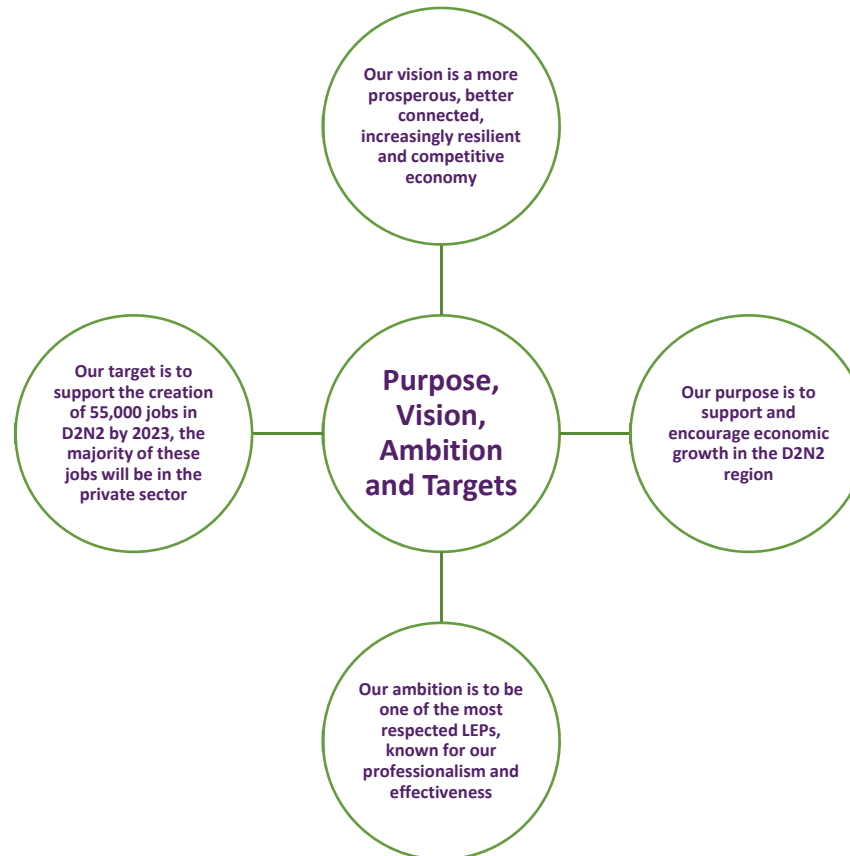 Our vision is a more
prosperous, better
connected,
increasingly resilient
and competitive
economy
Our target is to
support the creation
of 55,000 jobs in
D2N2 by 2023, the
majority of these
jobs will be in the
private sector
Purpose,
Vision,
Ambition
and Targets
Our purpose is to
support and
encourage economic
growth in the D2N2
region
Our ambition is to be
one of the most
respected LEPs,
known for our
professionalism and
effectiveness